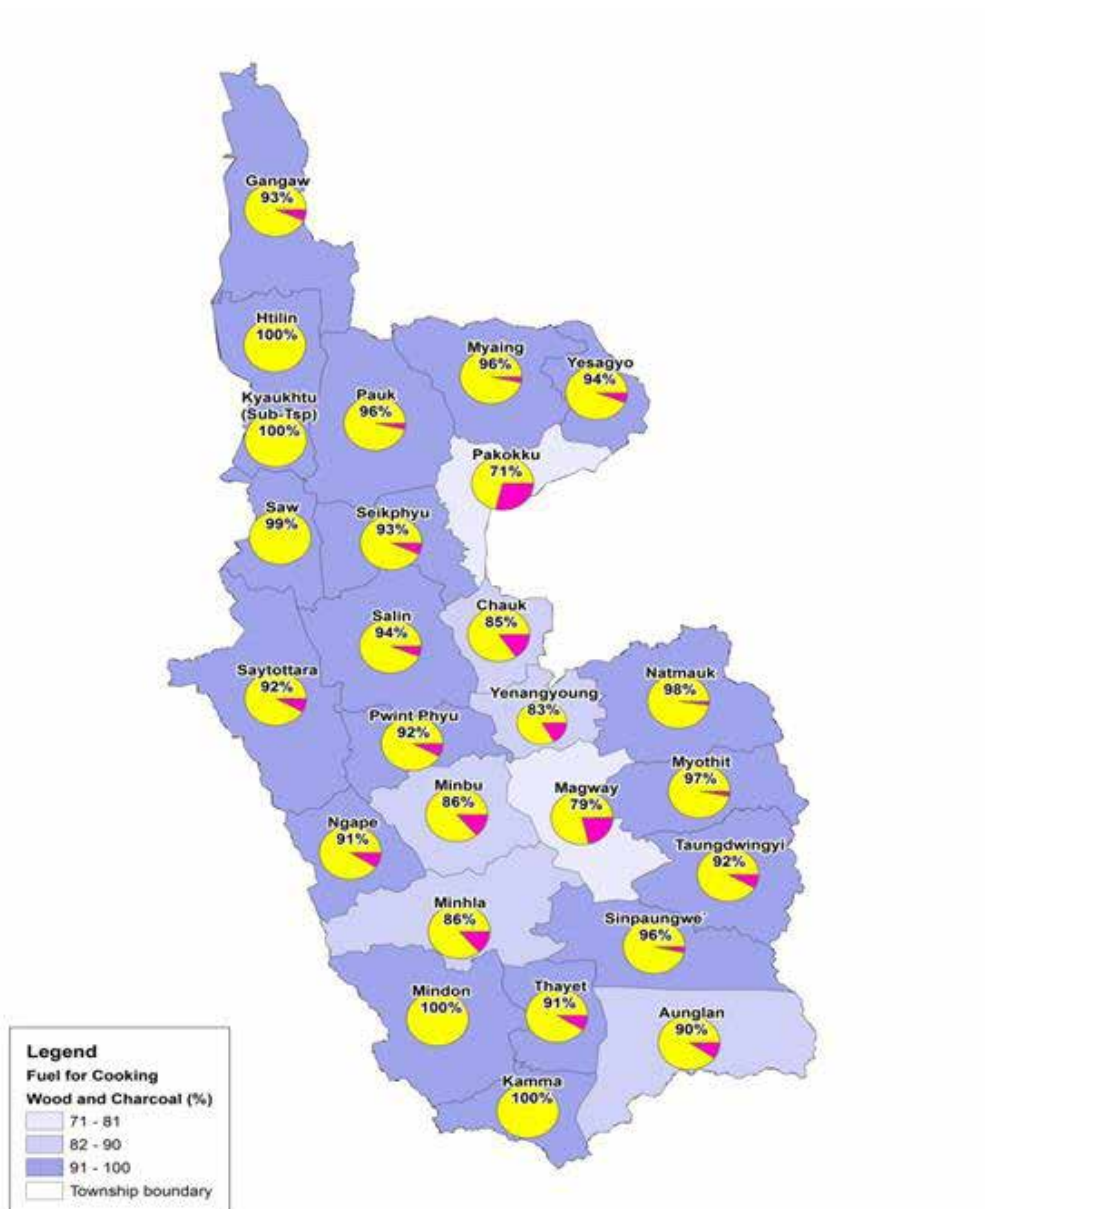 Gangaw
93%
Htilin
100%
Kyaukhtu
(Sub-Tsp)
100%
Pauk
96%
Myaing
96%
Yesagyo
94%
Pakokku
71%
Saw
99%
Seikphyu
93%
Chauk
85%
Salin
94%
Saytottara
92%
Natmauk
98%
Yenangyoung
83%
Pwint Phyu
92%
Myothit
97%
Minbu
86%
Magway
79%
Ngape
91%
Taungdwingyi
92%
Minhla
86%
Sinpaungwe
96%
Mindon
100%
Thayet
91%
Aunglan
90%
Kamma
100%
Legend
Fuel for Cooking
Wood and Charcoal (%)
71 - 81
82 - 90
91 - 100
Township boundary